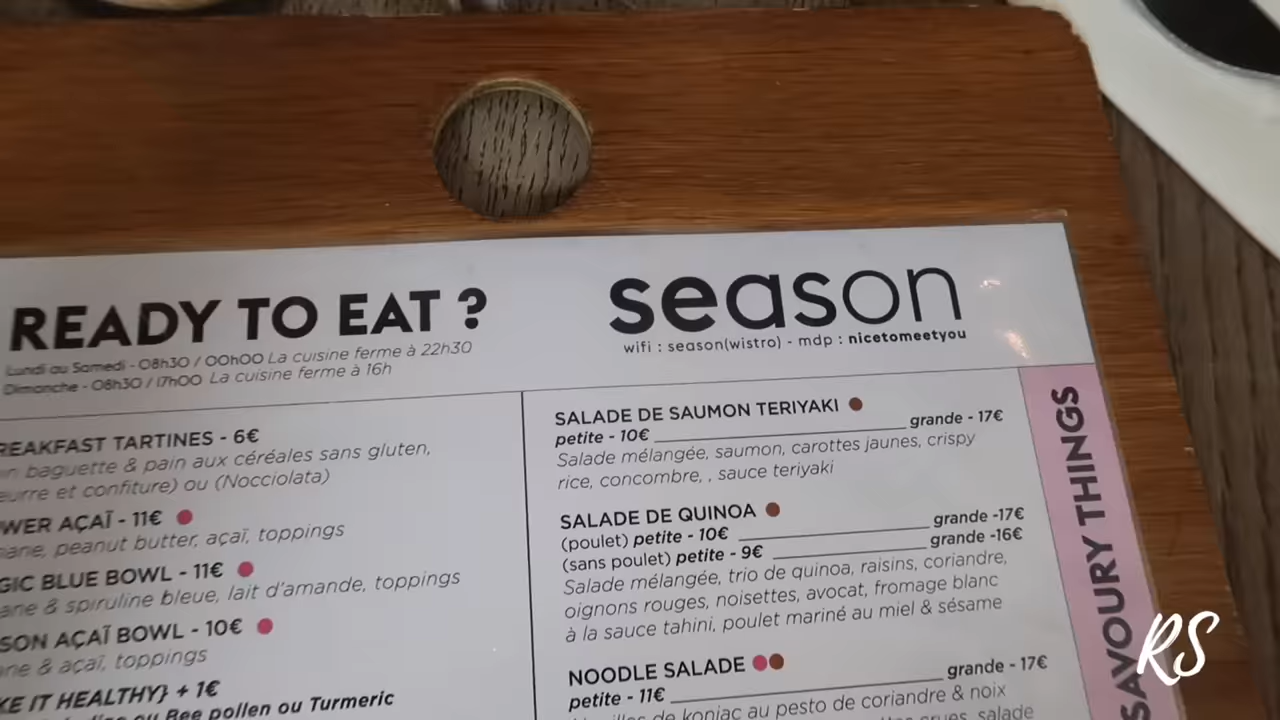 READY TO EAT ?
Lundi au Samedi - 08h30 / 00h00 La cuisine ferme à 22h30
Dimanche - 08h30 / 17h00 La cuisine ferme à 16h
season
wifi : season(wistro) - mdp : nicetomeetyou
REAKFAST TARTINES - 6€
baguette & pain aux céréales sans gluten,
et confiture) ou (Nocciolata)
WER AÇAÏ - 11€
ane, peanut butter, açaï, toppings
GIC BLUE BOWL - 11€
ane & spiruline bleue, lait d'amande, toppings
SON AÇAÏ BOWL - 10€
ane & açaï, toppings
KE IT HEALTHY} + 1€
ou Bee pollen ou Turmeric
SALADE DE SAUMON TERIYAKI
petite - 10€ grande - 17€
Salade mélangée, saumon, carottes jaunes, crispy
rice, concombre, , sauce teriyaki
SALADE DE QUINOA
(poulet) petite - 10€ grande -17€
(sans poulet) petite - 9€ grande -16€
Salade mélangée, trio de quinoa, raisins, coriandre,
oignons rouges, noisettes, avocat, fromage blanc
à la sauce tahini, poulet mariné au miel & sésame
NOODLE SALADE
petite - 11€ grande - 17€
de konjac au pesto de coriandre & noix
salade
SAVOURY THINGS
RS